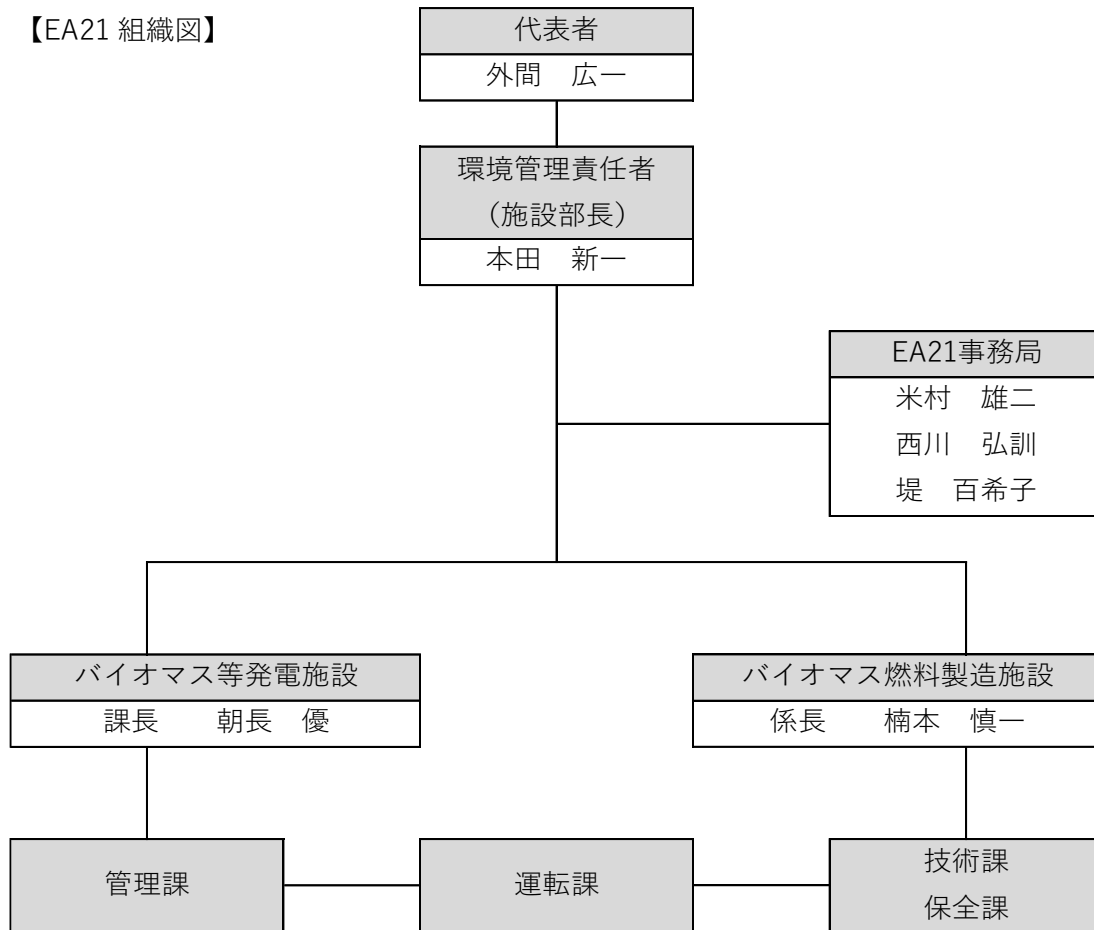 【EA21 組織図】
代表者
外間　広一
環境管理責任者
（施設部長）
本田　新一
EA21事務局
米村　雄二
西川　弘訓
堤　百希子
バイオマス等発電施設
課長　　朝長　優
バイオマス燃料製造施設
係長　　楠本　慎一
管理課
運転課
技術課
保全課